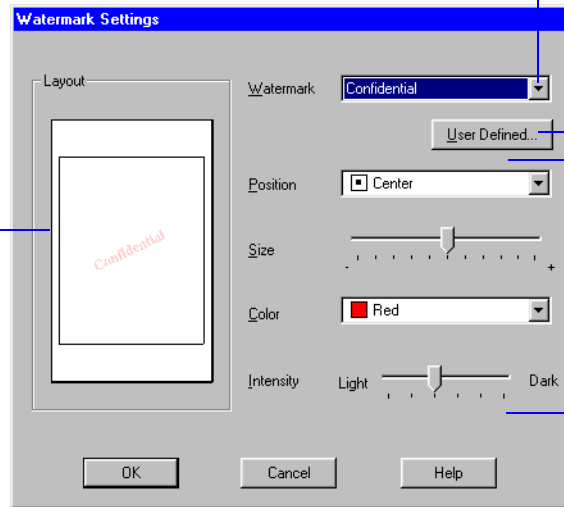 Watermark Settings
Layout
Confidential
Watermark
Confidential
User Defined...
Position
Center
Size
- +
Color
Red
Intensity
Light
Dark
OK
Cancel
Help